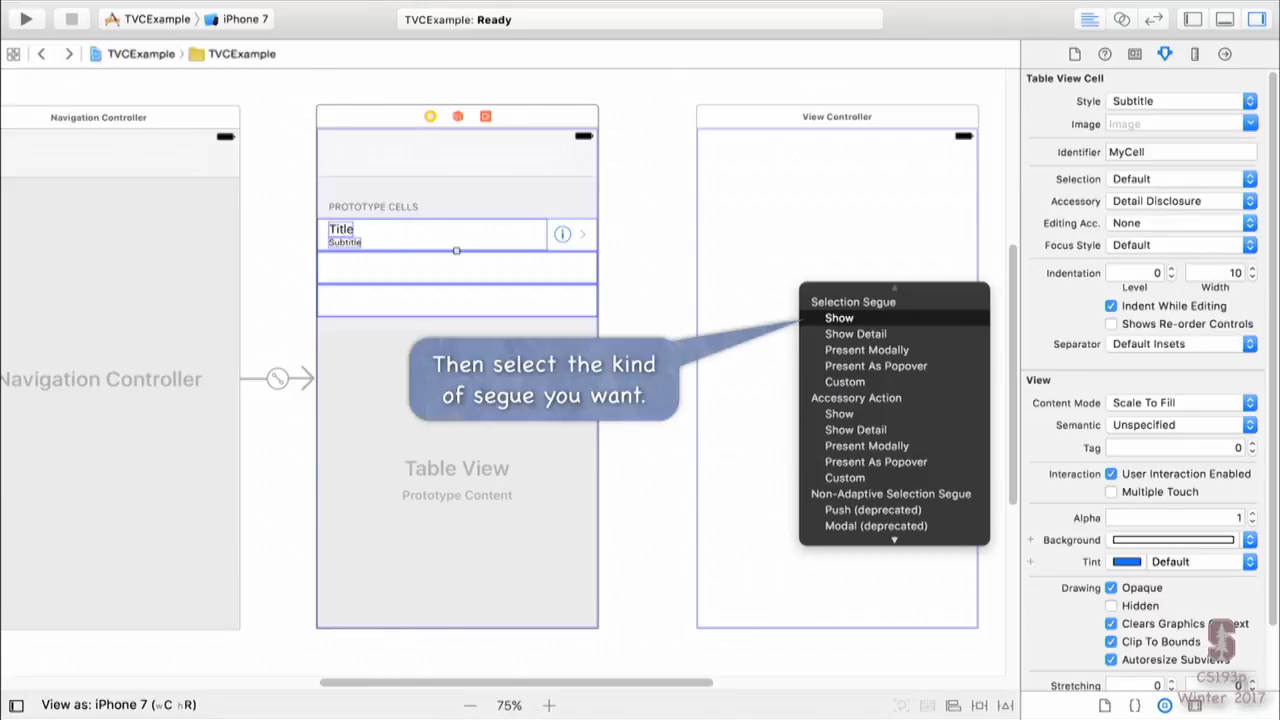 TVCExample
iPhone 7
TVCExample: Ready
TVCExample
TVCExample
Navigation Controller
Navigation Controller
PROTOTYPE CELLS
Title
Subtitle
Table View
Prototype Content
View Controller
Then select the kind
of segue you want.
Selection Segue
Show
Show Detail
Present Modally
Present As Popover
Custom
Accessory Action
Show
Show Detail
Present Modally
Present As Popover
Custom
Non-Adaptive Selection Segue
Push (deprecated)
Modal (deprecated)
Table View Cell
Style Subtitle
Image Image
Identifier MyCell
Selection Default
Accessory Detail Disclosure
Editing Acc. None
Focus Style Default
Indentation 0 10
Level Width
Indent While Editing
Shows Re-order Controls
Separator Default Insets
View
Content Mode Scale To Fill
Semantic Unspecified
Tag 0
Interaction User Interaction Enabled
Multiple Touch
Alpha 1
Background
Tint Default
Drawing Opaque
Hidden
Clears Graphics
Clip To Bounds
Autoresize Subviews
Stretching 0 0
CS193p
Winter 2017
View as: iPhone 7 (wC hR)
75%